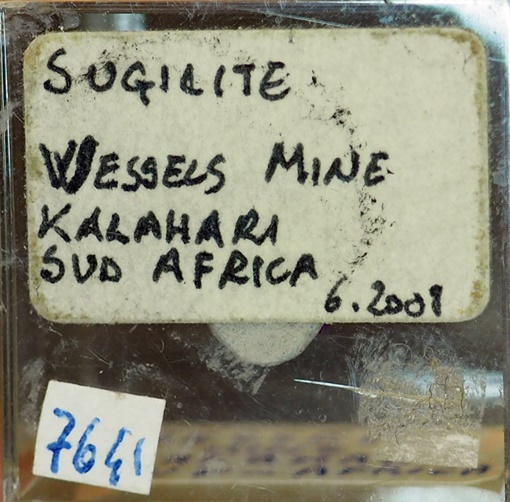 SUGILITE
WESSELS MINE
KALAHARI
SUD AFRICA
6.2001
7641